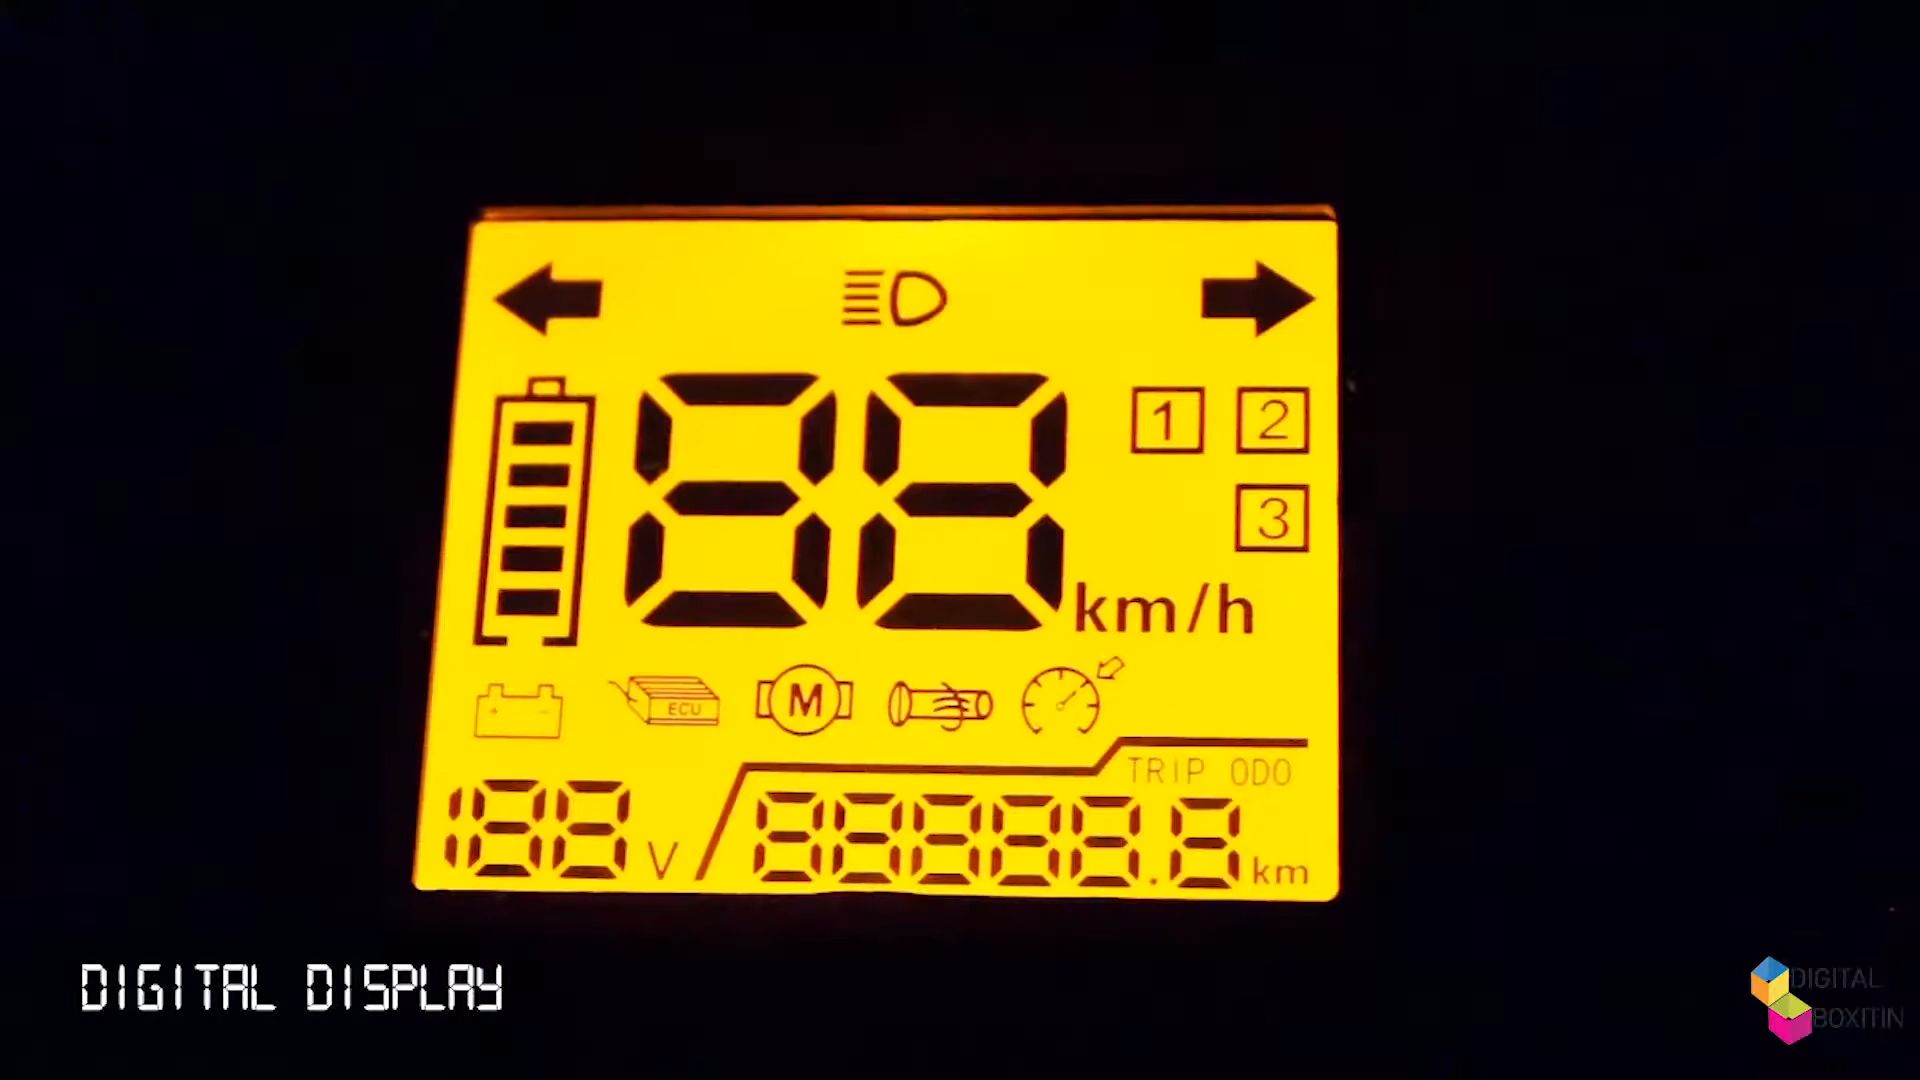 88
1 2
3
km/h
+ -
ECU
M
TRIP ODO
188 V
88888.8 km
DIGITAL DISPLAY
DIGITAL
BOXITIN